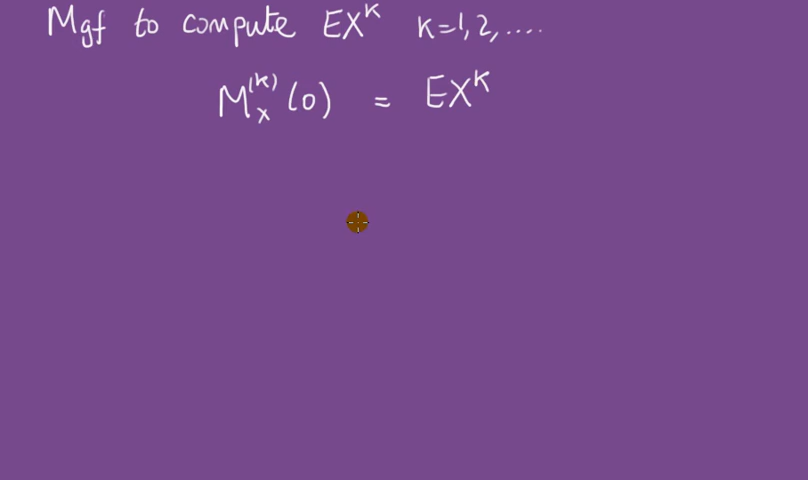 Mgf to compute EX^K K=1,2,....
M_X^(K)(0) = EX^K